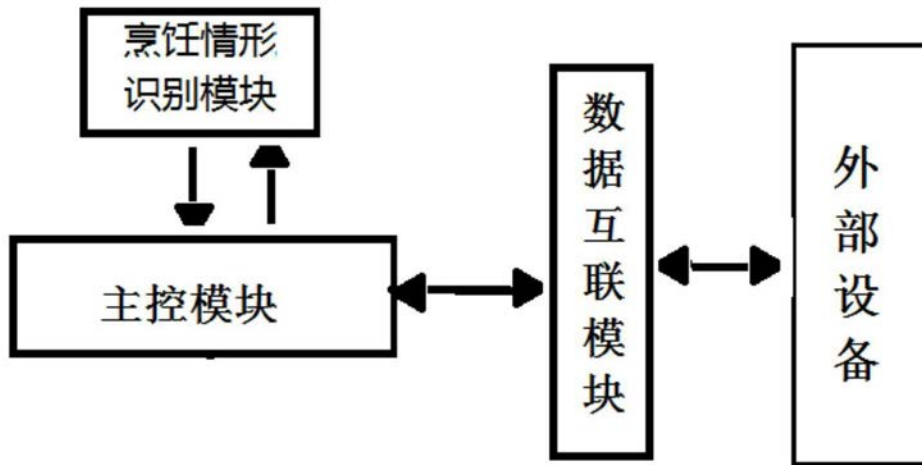 烹饪情形
识别模块
主控模块
数据互联模块
外部设备